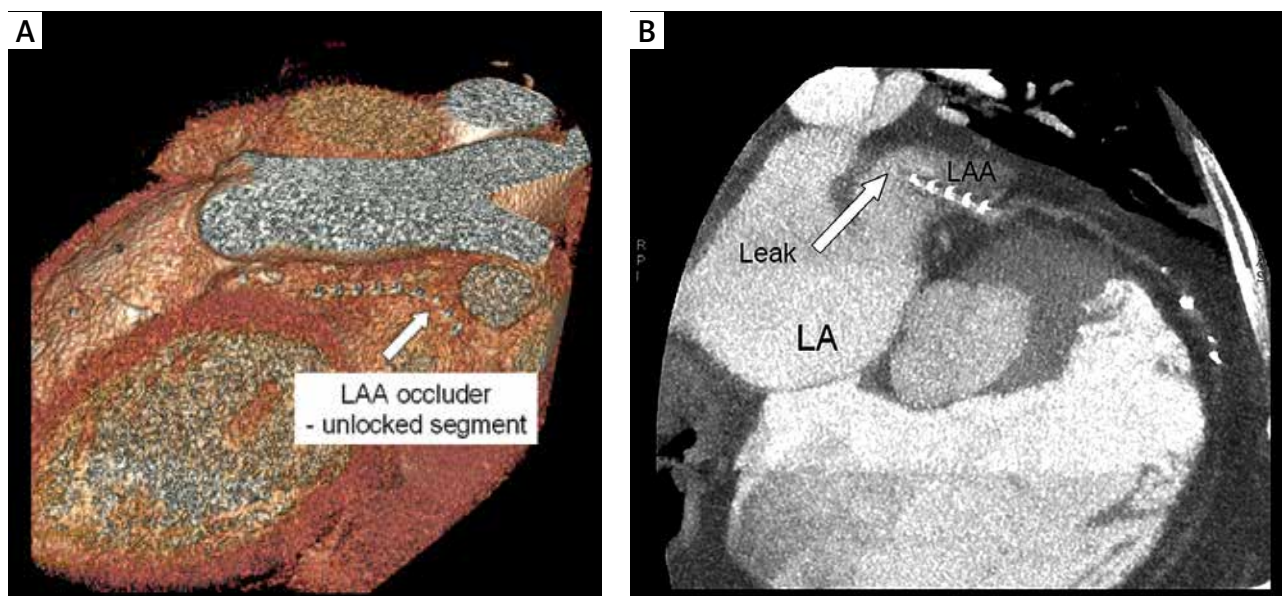 A
LAA occluder
- unlocked segment
B
LAA
Leak
LA
R
P
I